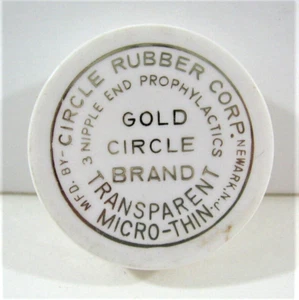 MFD. BY- CIRCLE RUBBER CORP. NEWARK, N.J.
3 NIPPLE END PROPHYLACTICS
GOLD
CIRCLE
BRAND
TRANSPARENT
MICRO-THIN